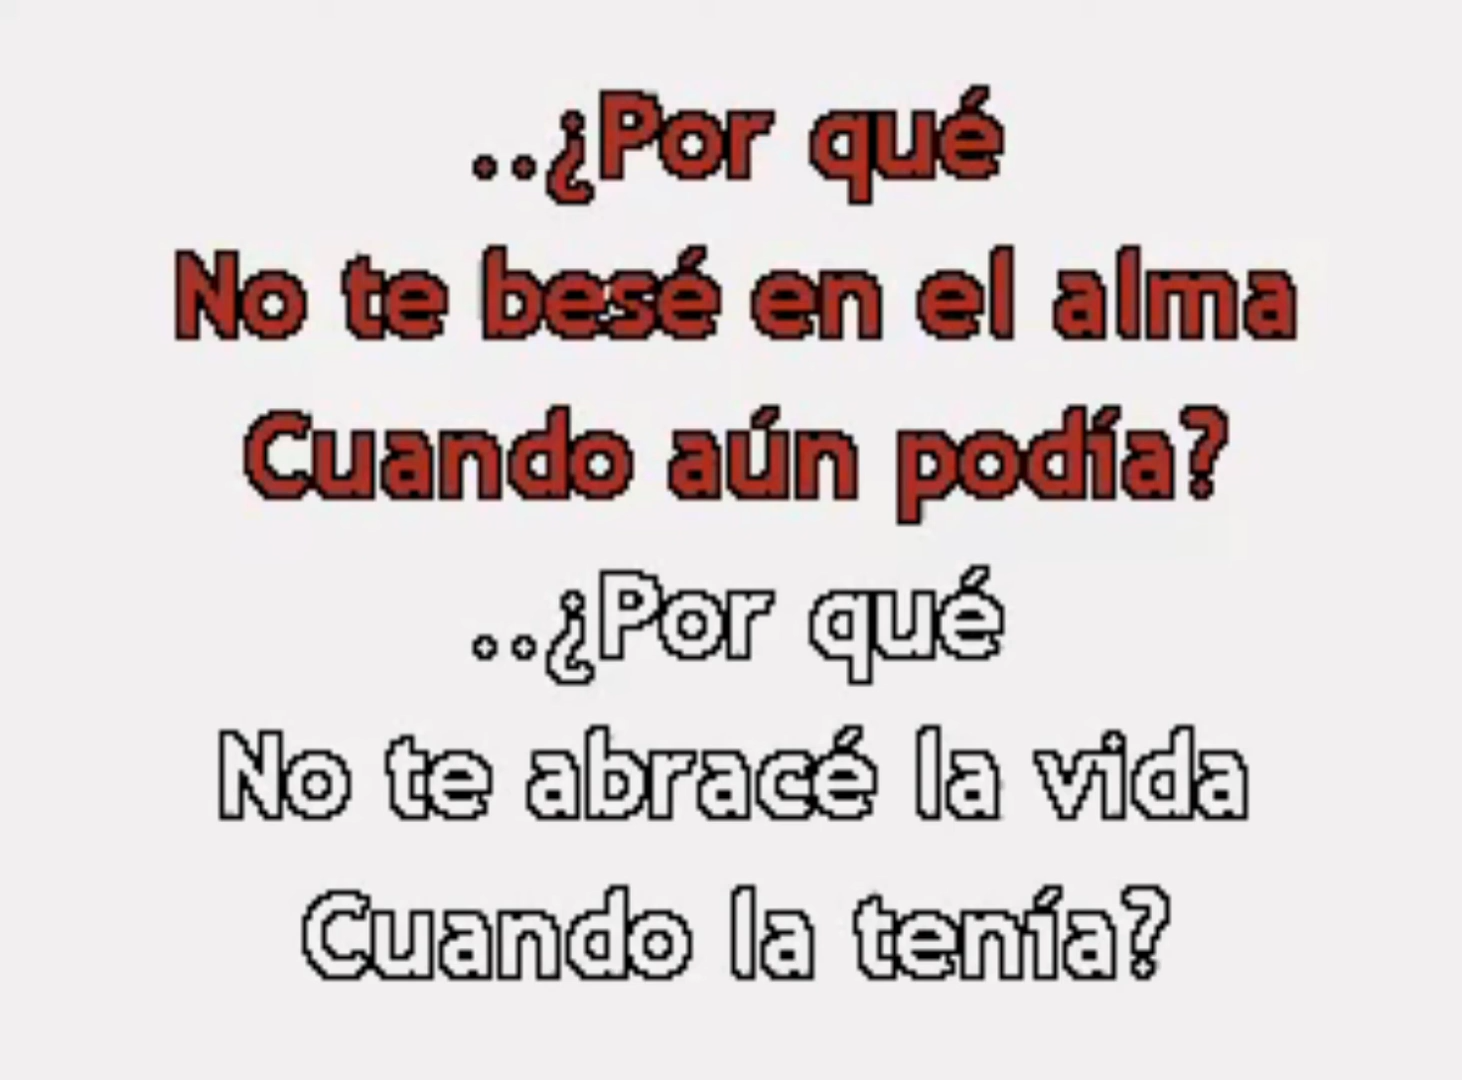 ..¿Por qué
No te besé en el alma
Cuando aún podía?
..¿Por qué
No te abracé la vida
Cuando la tenía?